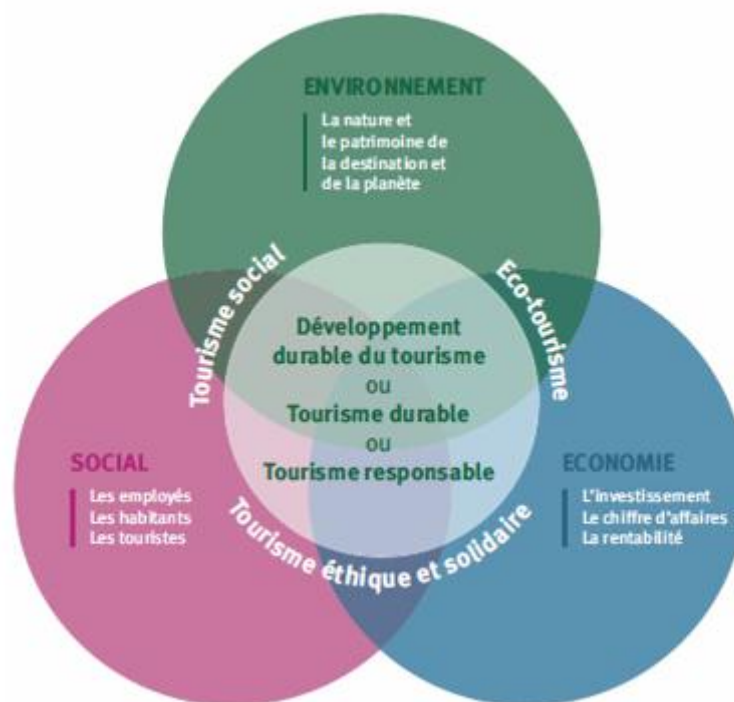 ENVIRONNEMENT
La nature et
le patrimoine de
la destination et
de la planète
Tourisme social
Eco-tourisme
Développement
durable du tourisme
ou
Tourisme durable
ou
Tourisme responsable
SOCIAL
Les employés
Les habitants
Les touristes
ECONOMIE
L'investissement
Le chiffre d'affaires
La rentabilité
Tourisme éthique et solidaire